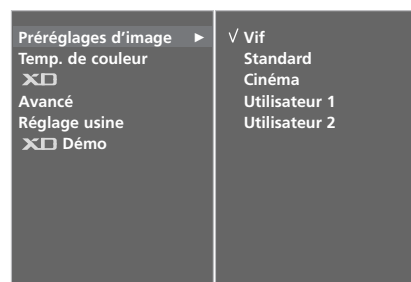 Préréglages d'image ►
Temp. de couleur
XD
Avancé
Réglage usine
XD Démo
√ Vif
Standard
Cinéma
Utilisateur 1
Utilisateur 2